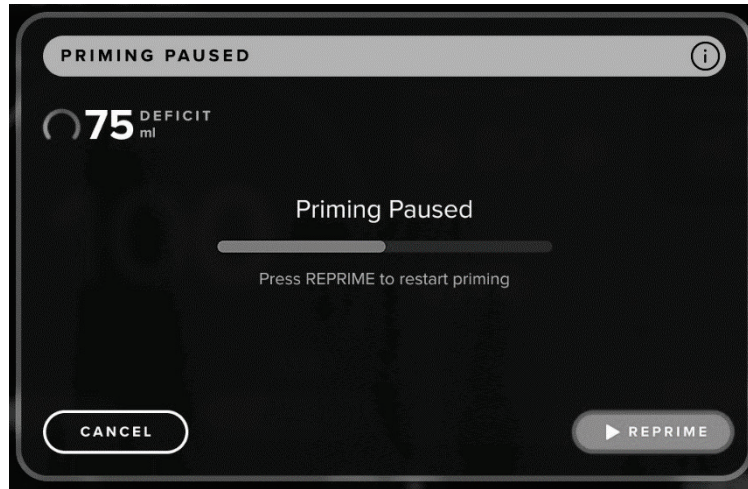 PRIMING PAUSED
75 DEFICIT
ml
Priming Paused
Press REPRIME to restart priming
CANCEL
REPRIME